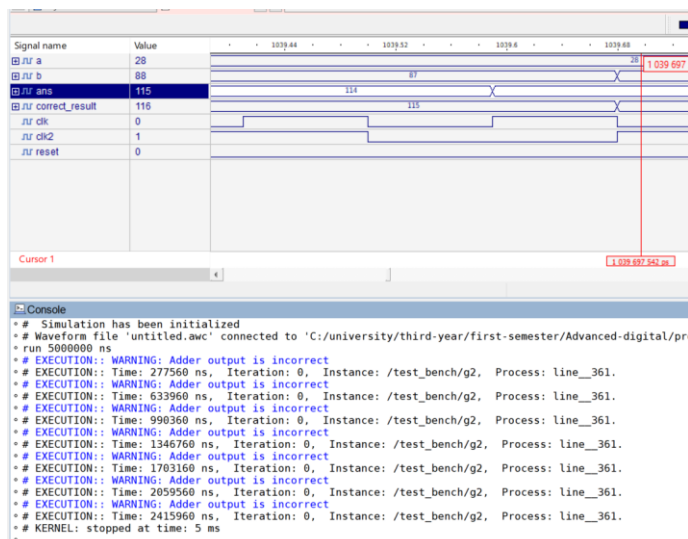 Signal name Value 1039.44 1039.52 1039.6 1039.68
a 28 28 1 039 697
b 88 87
ans 115 114
correct_result 116 115
clk 0
clk2 1
reset 0
Cursor 1 1 039 697 542 ps
Console
# Simulation has been initialized
# Waveform file 'untitled.awc' connected to 'C:/university/third-year/first-semester/Advanced-digital/pro
run 5000000 ns
# EXECUTION:: WARNING: Adder output is incorrect
# EXECUTION:: Time: 277560 ns, Iteration: 0, Instance: /test_bench/g2, Process: line__361.
# EXECUTION:: WARNING: Adder output is incorrect
# EXECUTION:: Time: 633960 ns, Iteration: 0, Instance: /test_bench/g2, Process: line__361.
# EXECUTION:: WARNING: Adder output is incorrect
# EXECUTION:: Time: 990360 ns, Iteration: 0, Instance: /test_bench/g2, Process: line__361.
# EXECUTION:: WARNING: Adder output is incorrect
# EXECUTION:: Time: 1346760 ns, Iteration: 0, Instance: /test_bench/g2, Process: line__361.
# EXECUTION:: WARNING: Adder output is incorrect
# EXECUTION:: Time: 1703160 ns, Iteration: 0, Instance: /test_bench/g2, Process: line__361.
# EXECUTION:: WARNING: Adder output is incorrect
# EXECUTION:: Time: 2059560 ns, Iteration: 0, Instance: /test_bench/g2, Process: line__361.
# EXECUTION:: WARNING: Adder output is incorrect
# EXECUTION:: Time: 2415960 ns, Iteration: 0, Instance: /test_bench/g2, Process: line__361.
# KERNEL: stopped at time: 5 ms